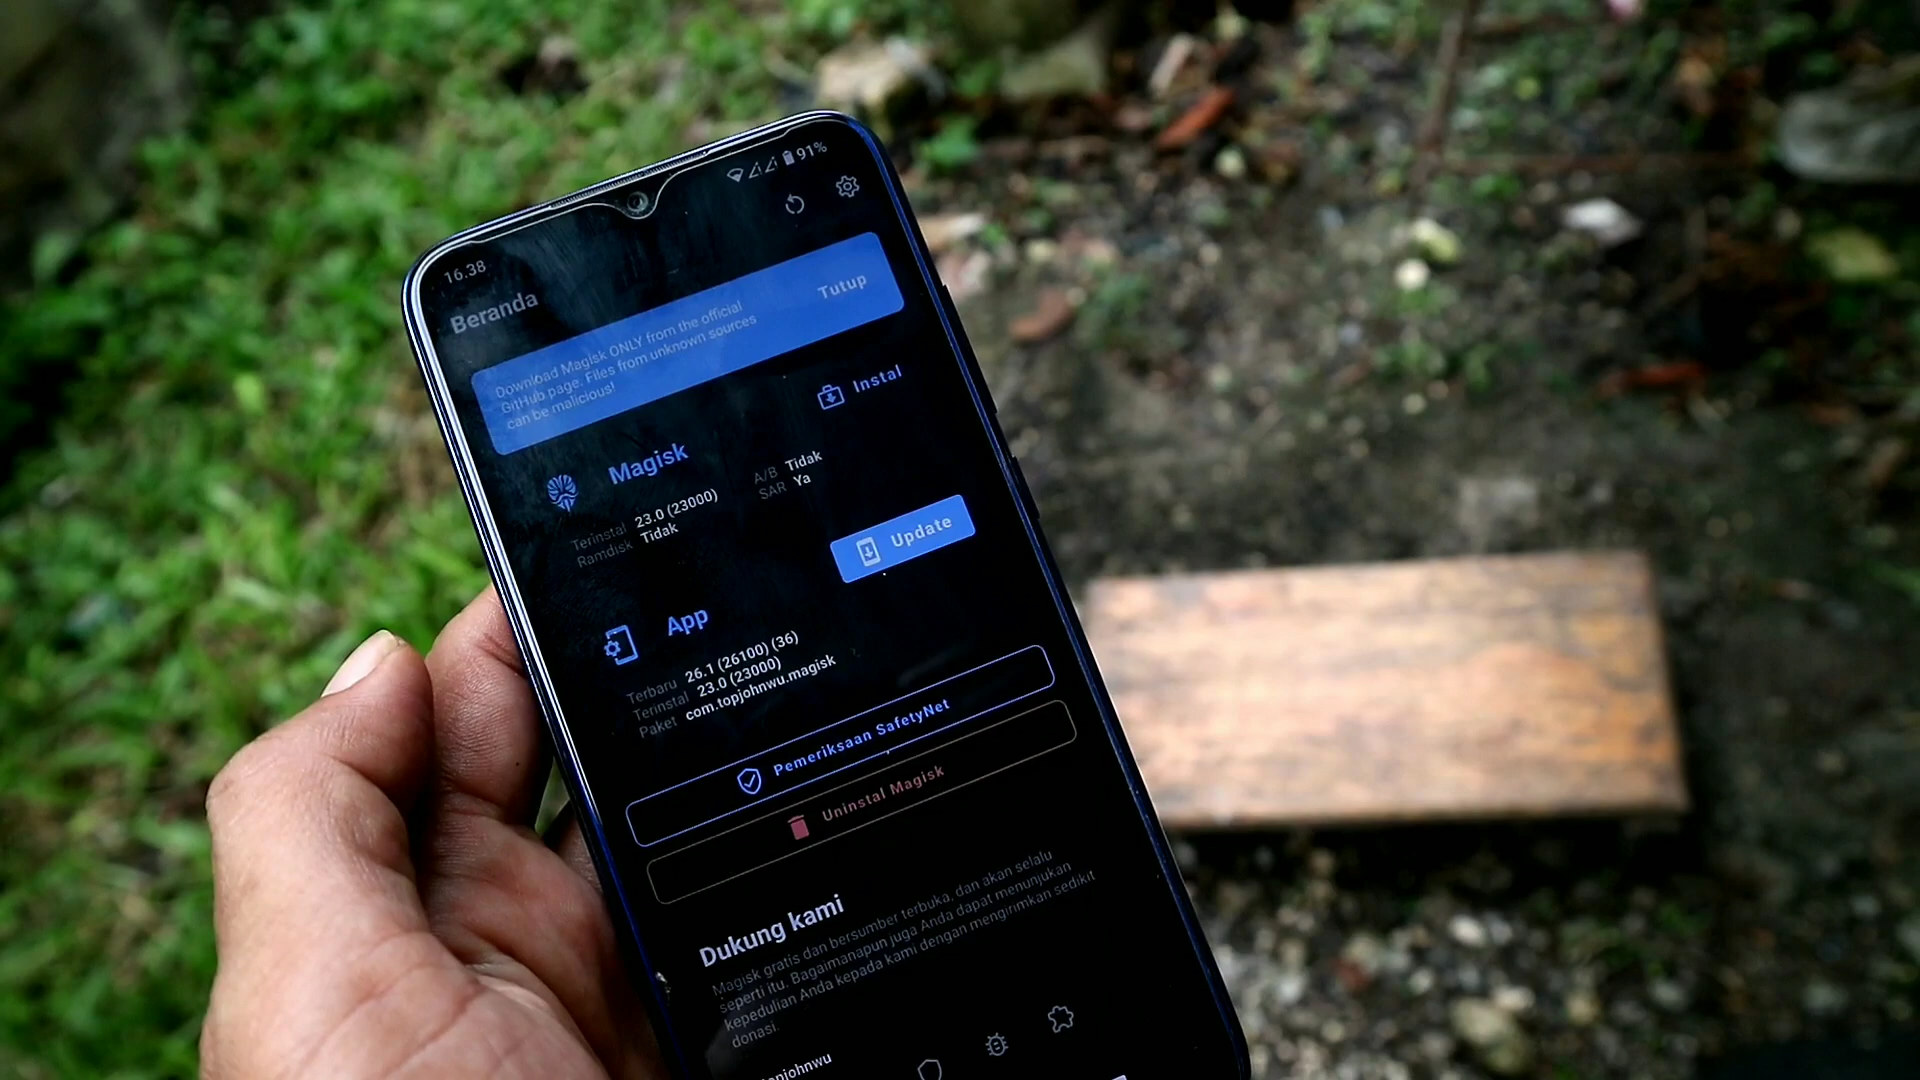 16.38
91%
Beranda
Download Magisk ONLY from the official
GitHub page. Files from unknown sources
can be malicious!
Tutup
Magisk
Instal
Terinstal 23.0 (23000)
Ramdisk Tidak
A/B Tidak
SAR Ya
App
Update
Terbaru 26.1 (26100) (36)
Terinstal 23.0 (23000)
Paket com.topjohnwu.magisk
Pemeriksaan SafetyNet
Uninstal Magisk
Dukung kami
Magisk gratis dan bersumber terbuka, dan akan selalu
seperti itu. Bagaimanapun juga Anda dapat menunjukan
kepedulian Anda kepada kami dengan mengirimkan sedikit
donasi.